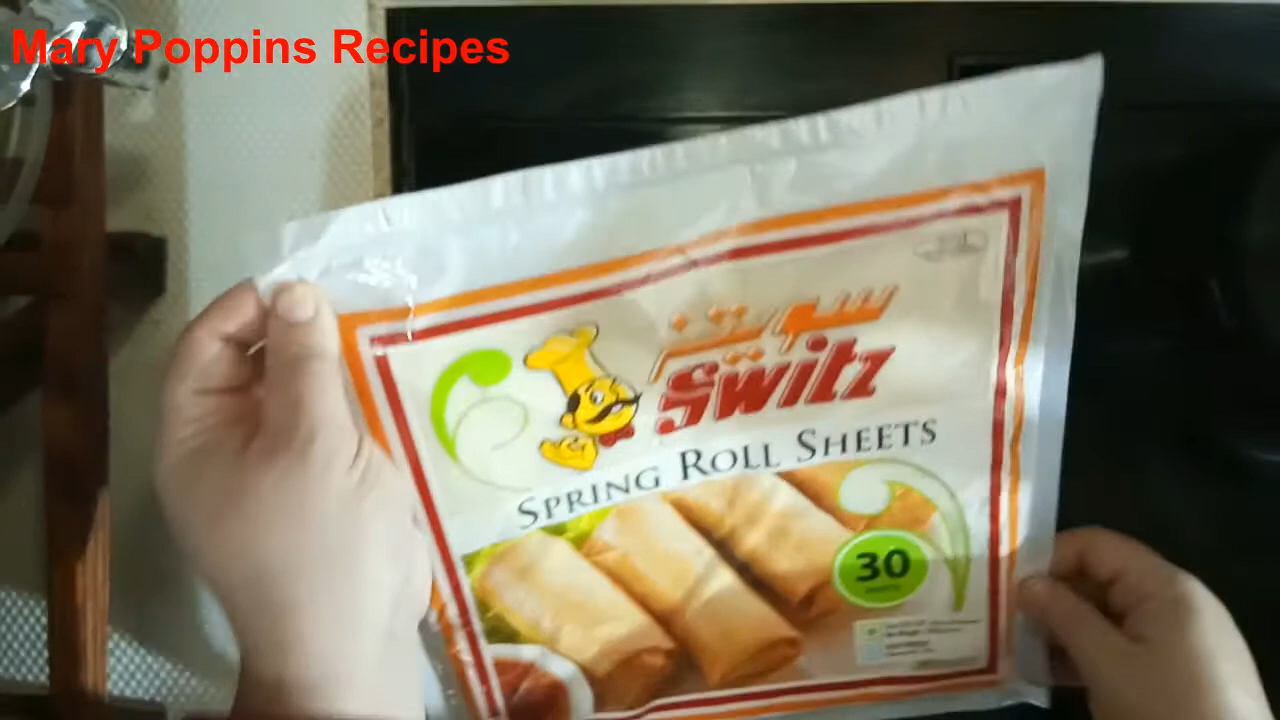 Mary Poppins Recipes
سويتز
Switz
SPRING ROLL SHEETS
30